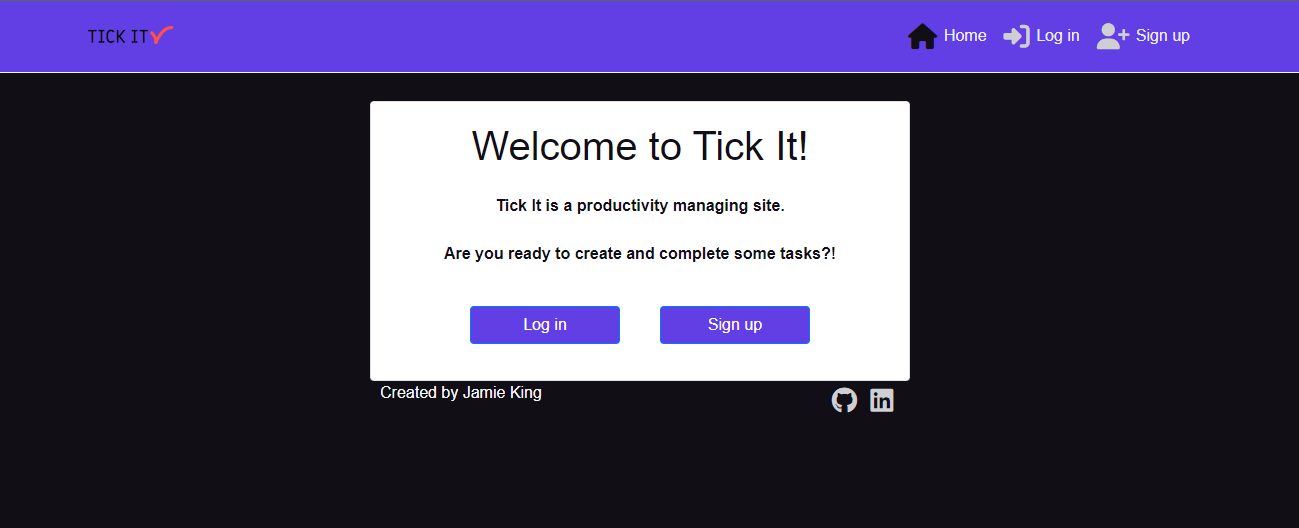 TICK IT
Home Log in Sign up
Welcome to Tick It!
Tick It is a productivity managing site.
Are you ready to create and complete some tasks?!
Log in Sign up
Created by Jamie King
in